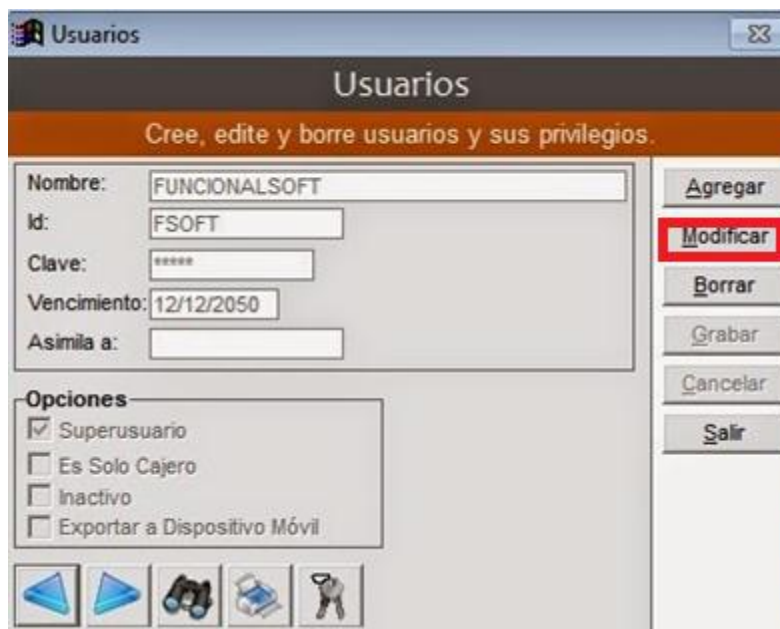 Usuarios
Usuarios
Cree, edite y borre usuarios y sus privilegios.
Nombre: FUNCIONALSOFT
Id: FSOFT
Clave: *****
Vencimiento: 12/12/2050
Asimila a:
Opciones
Superusuario
Es Solo Cajero
Inactivo
Exportar a Dispositivo Móvil
Agregar
Modificar
Borrar
Grabar
Cancelar
Salir